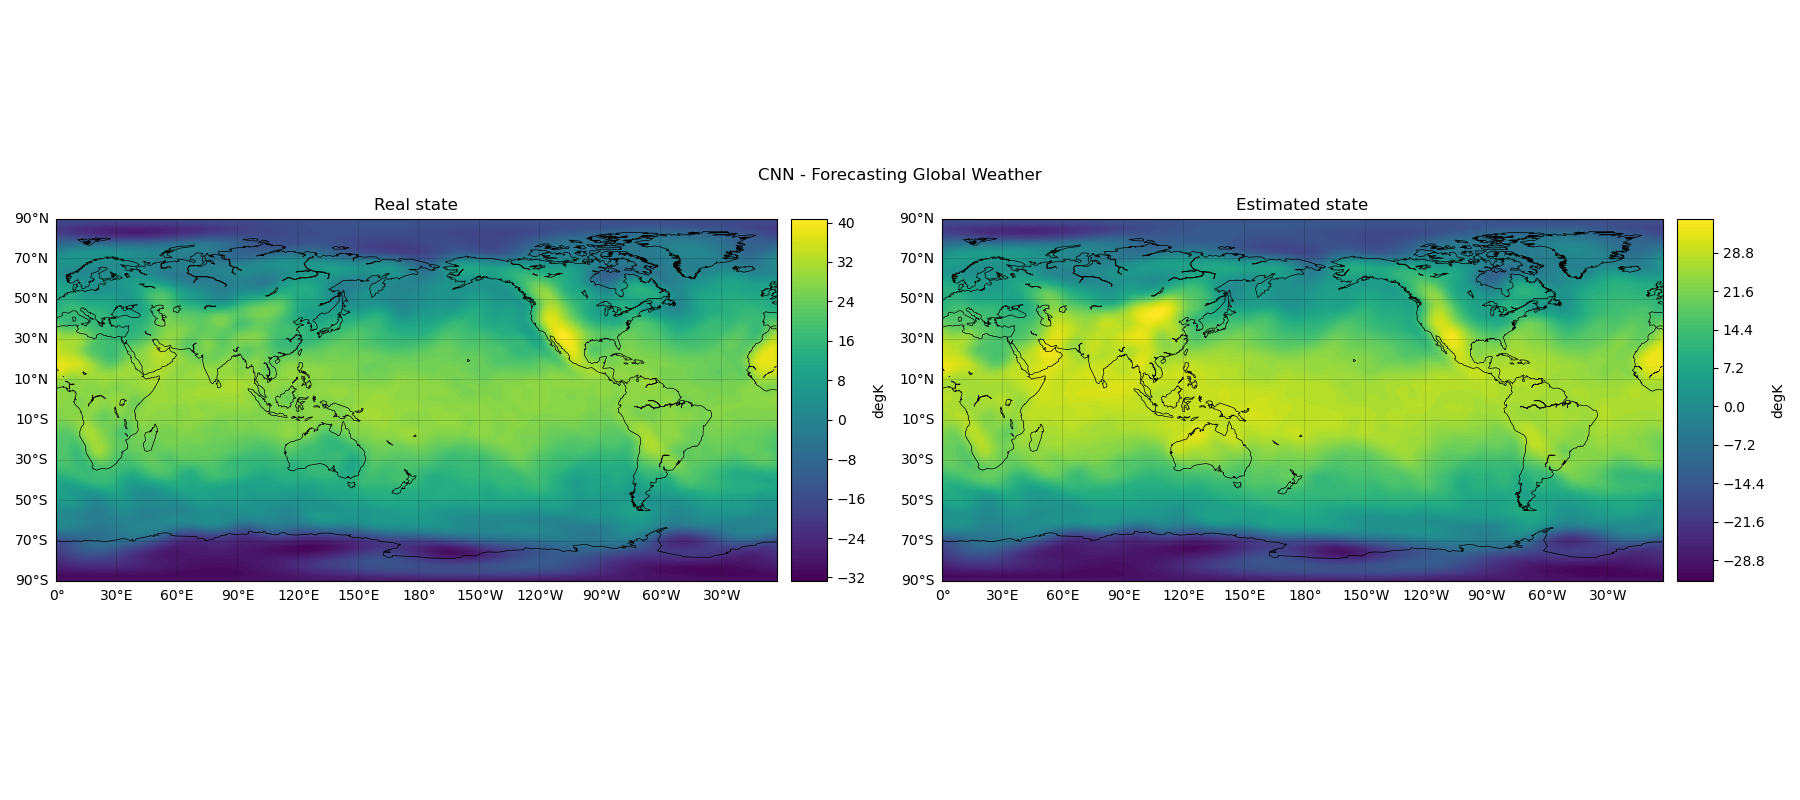 CNN - Forecasting Global Weather
Real state
90°N
70°N
50°N
30°N
10°N
10°S
30°S
50°S
70°S
90°S
0°
30°E
60°E
90°E
120°E
150°E
180°
150°W
120°W
90°W
60°W
30°W
40
32
24
16
8
0
−8
−16
−24
−32
degK
Estimated state
90°N
70°N
50°N
30°N
10°N
10°S
30°S
50°S
70°S
90°S
0°
30°E
60°E
90°E
120°E
150°E
180°
150°W
120°W
90°W
60°W
30°W
28.8
21.6
14.4
7.2
0.0
−7.2
−14.4
−21.6
−28.8
degK